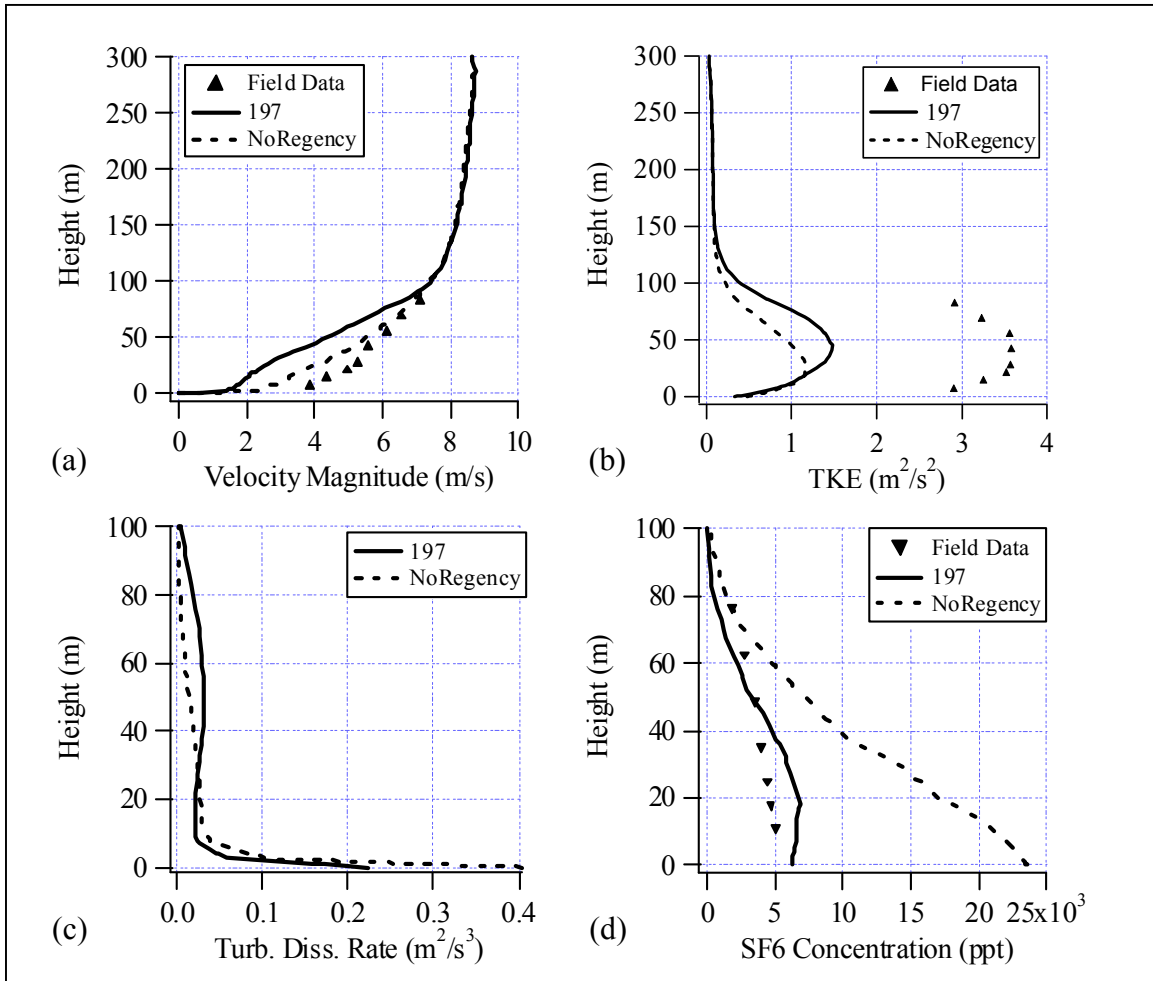 300
250
200
150
100
50
0
Height (m)
Field Data
197
NoRegency
0
2
4
6
8
10
(a)
Velocity Magnitude (m/s)
300
200
100
0
Height (m)
Field Data
197
NoRegency
0
1
2
3
4
(b)
TKE (m²/s²)
100
80
60
40
20
0
Height (m)
197
NoRegency
0.0
0.1
0.2
0.3
0.4
(c)
Turb. Diss. Rate (m²/s³)
100
80
60
40
20
0
Height (m)
Field Data
197
NoRegency
0
5
10
15
20
25x10³
(d)
SF6 Concentration (ppt)